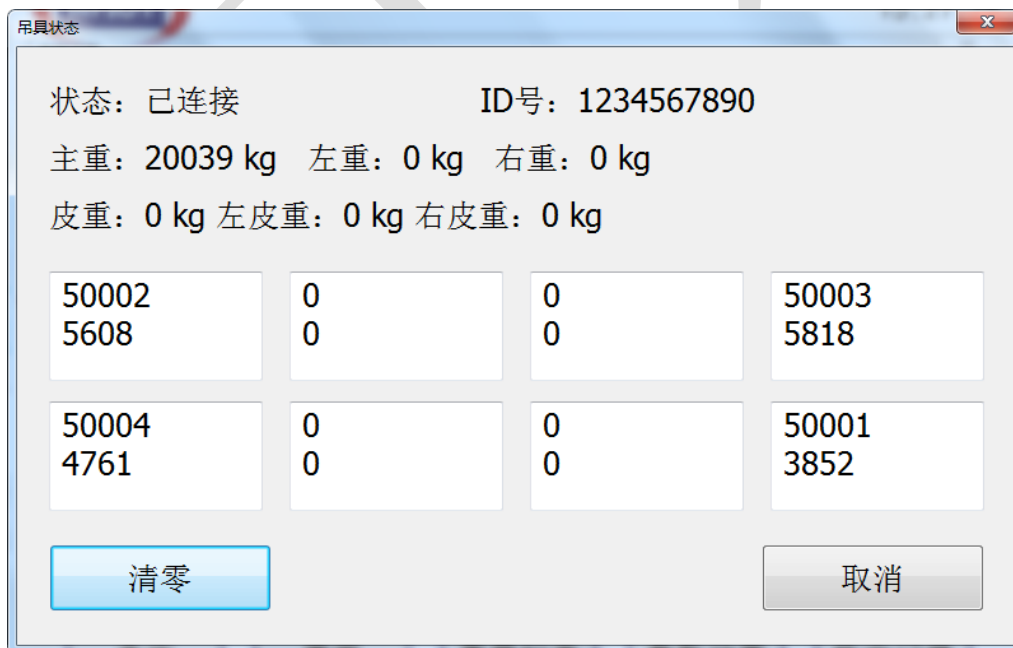 吊具状态
状态：已连接 ID号：1234567890
主重：20039 kg 左重：0 kg 右重：0 kg
皮重：0 kg 左皮重：0 kg 右皮重：0 kg
50002 0 0 50003
5608 0 0 5818
50004 0 0 50001
4761 0 0 3852
清零 取消